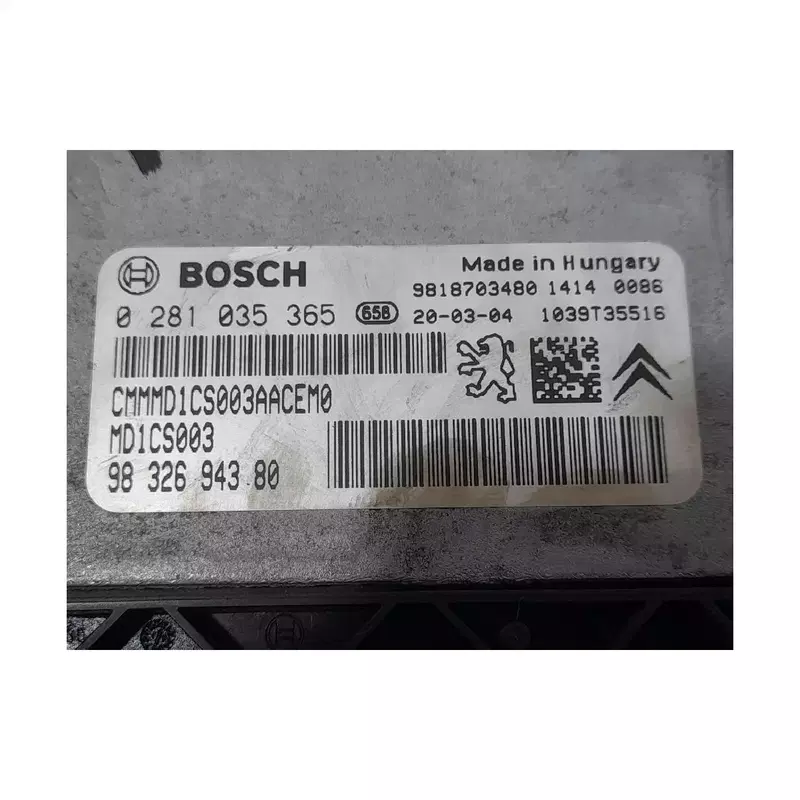 BOSCH
Made in Hungary
9818703480 1414 0086
0 281 035 365 658 20-03-04 1039T35516
CMMMD1CS003AACEM0
MD1CS003
98 326 943 80